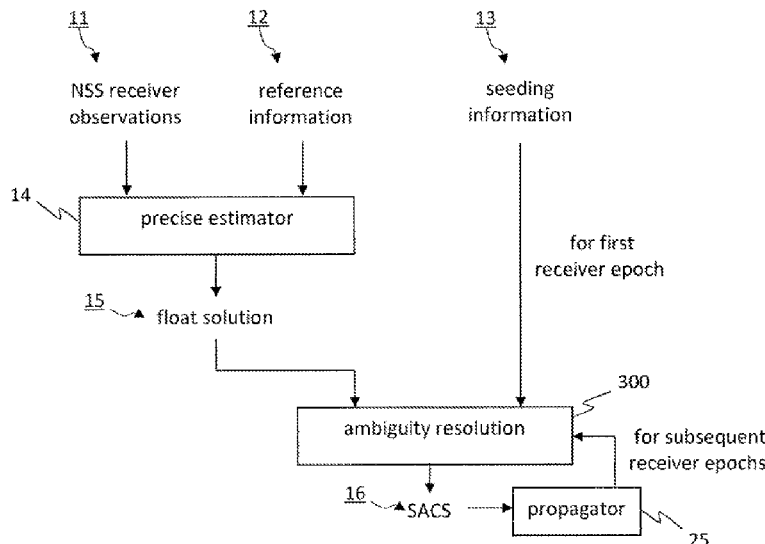 11
12
13
NSS receiver
observations
reference
information
seeding
information
14
precise estimator
for first
receiver epoch
15
float solution
300
ambiguity resolution
for subsequent
receiver epochs
16
SACS
propagator
25